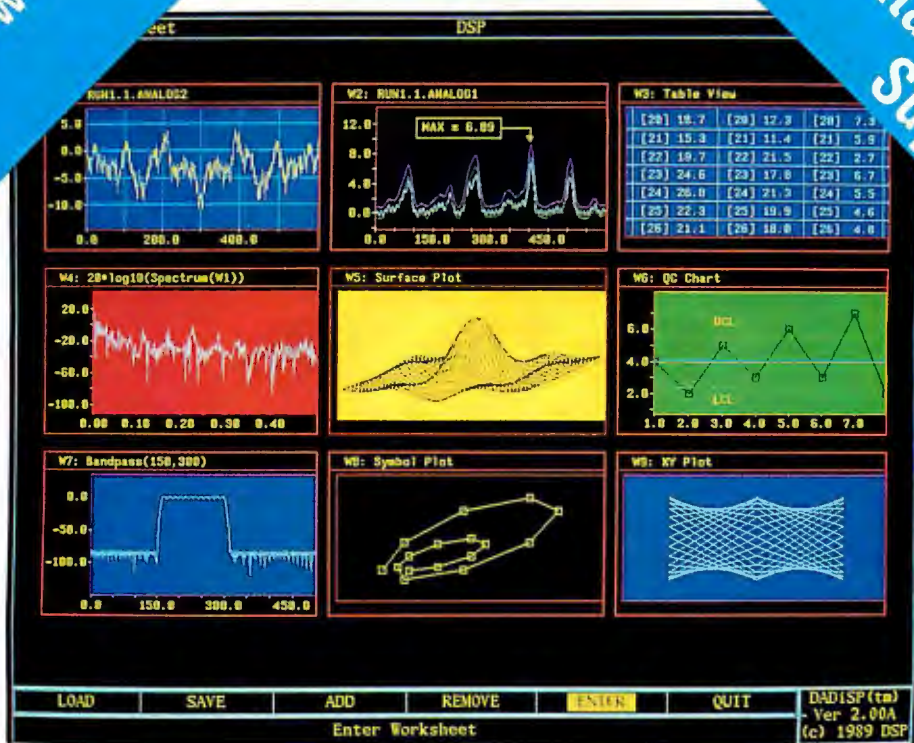 eet DSP
RUN1.1.ANALOG2
5.0
0.0
-5.0
-10.0
0.0 200.0 400.0
W2: RUN1.1.ANALOG1
12.0
8.0
4.0
0.0
MAX = 6.89
0.0 150.0 300.0 450.0
W3: Table View
[20] 18.7 [20] 17.3 [20] 7.3
[21] 15.3 [21] 11.4 [21] 5.9
[22] 19.7 [22] 21.5 [22] 2.7
[23] 24.6 [23] 17.8 [23] 6.7
[24] 20.0 [24] 21.3 [24] 5.5
[25] 22.3 [25] 19.9 [25] 4.6
[26] 21.1 [26] 18.0 [26] 4.8
W4: 20*log10(Spectrum(W1))
20.0
-20.0
-60.0
-100.0
0.00 0.10 0.20 0.30 0.40
W5: Surface Plot
W6: QC Chart
6.0
4.0
2.0
UCL
LCL
1.0 2.0 3.0 4.0 5.0 6.0 7.0
W7: Bandpass(150,300)
0.0
-50.0
-100.0
0.0 150.0 300.0 450.0
W8: Symbol Plot
W9: XY Plot
LOAD SAVE ADD REMOVE ENTER QUIT
Enter Worksheet
DADiSP(tm)
- Ver 2.00A
(c) 1989 DSP